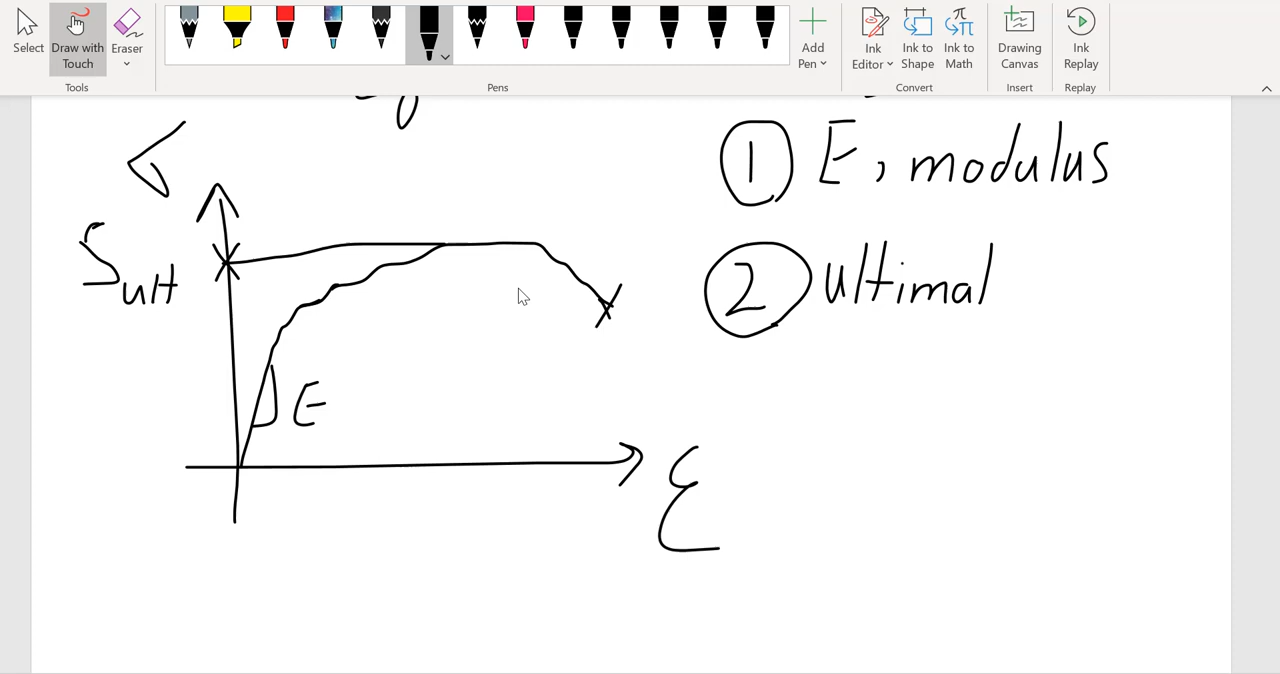 Select
Draw with Touch
Eraser
Tools
Pens
Add Pen
Ink Editor
Ink to Shape
Ink to Math
Convert
Drawing Canvas
Insert
Ink Replay
Replay
σ
1 E, modulus
Sult
2 ultimal
E
ε